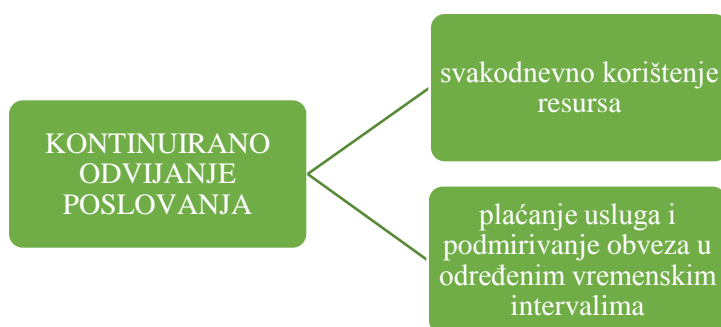 KONTINUIRANO
ODVIJANJE
POSLOVANJA
svakodnevno korištenje
resursa
plaćanje usluga i
podmirivanje obveza u
određenim vremenskim
intervalima